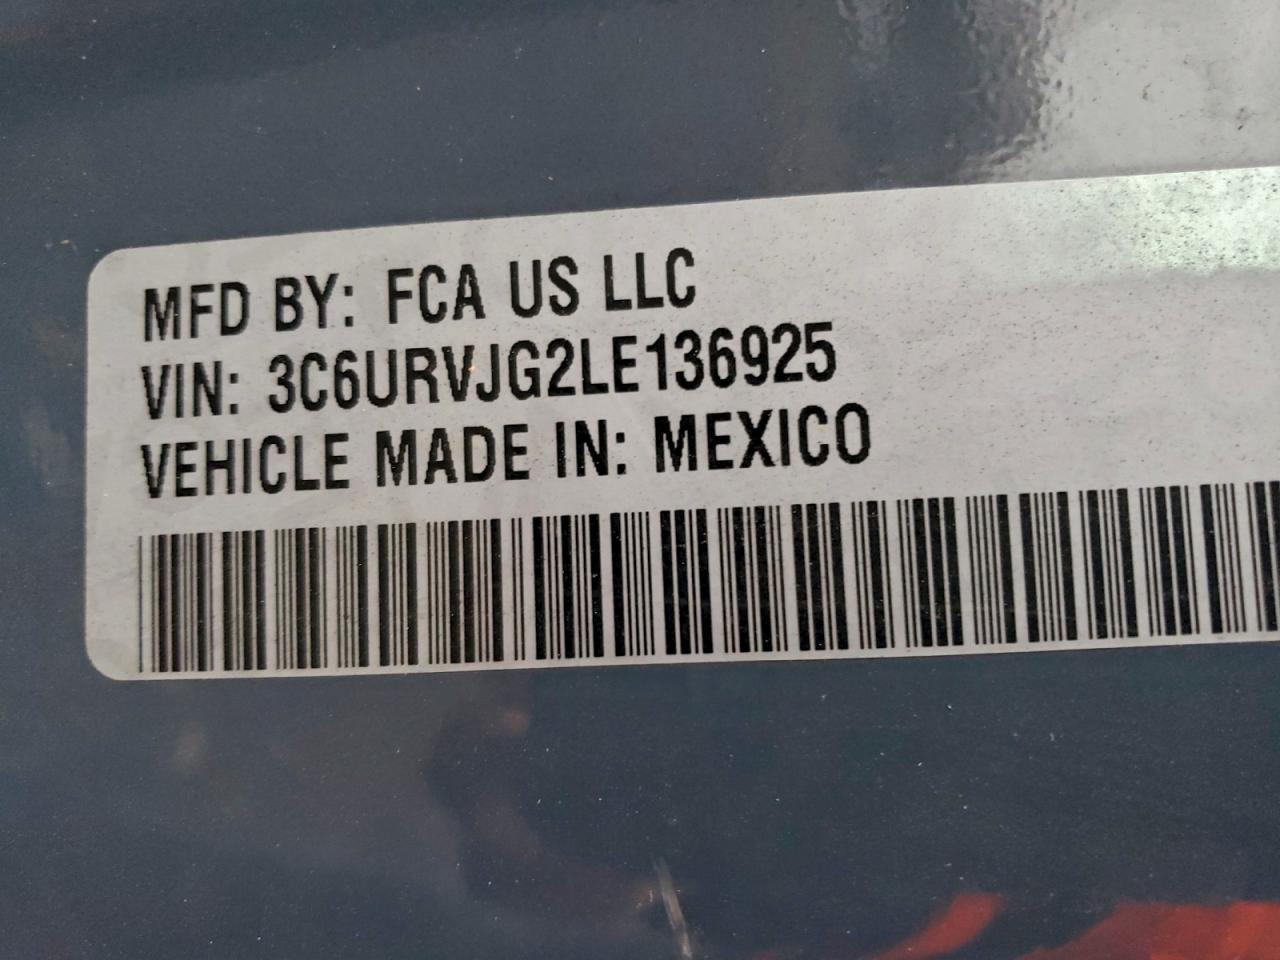 MFD BY: FCA US LLC
VIN: 3C6URVJG2LE136925
VEHICLE MADE IN: MEXICO